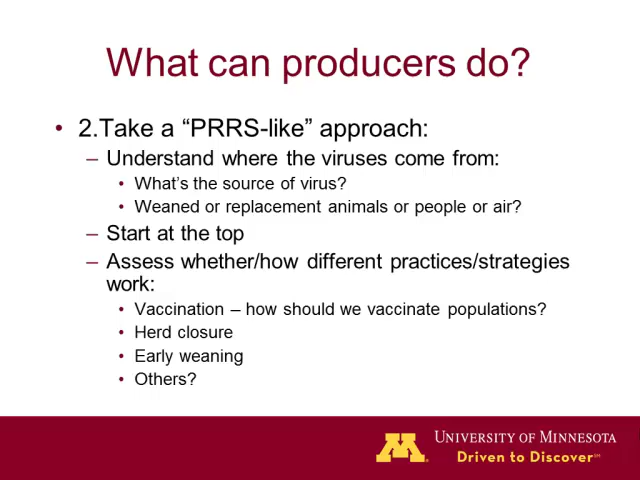 What can producers do?
• 2.Take a “PRRS-like” approach:
– Understand where the viruses come from:
• What’s the source of virus?
• Weaned or replacement animals or people or air?
– Start at the top
– Assess whether/how different practices/strategies
work:
• Vaccination – how should we vaccinate populations?
• Herd closure
• Early weaning
• Others?
M
UNIVERSITY OF MINNESOTA
Driven to Discover℠